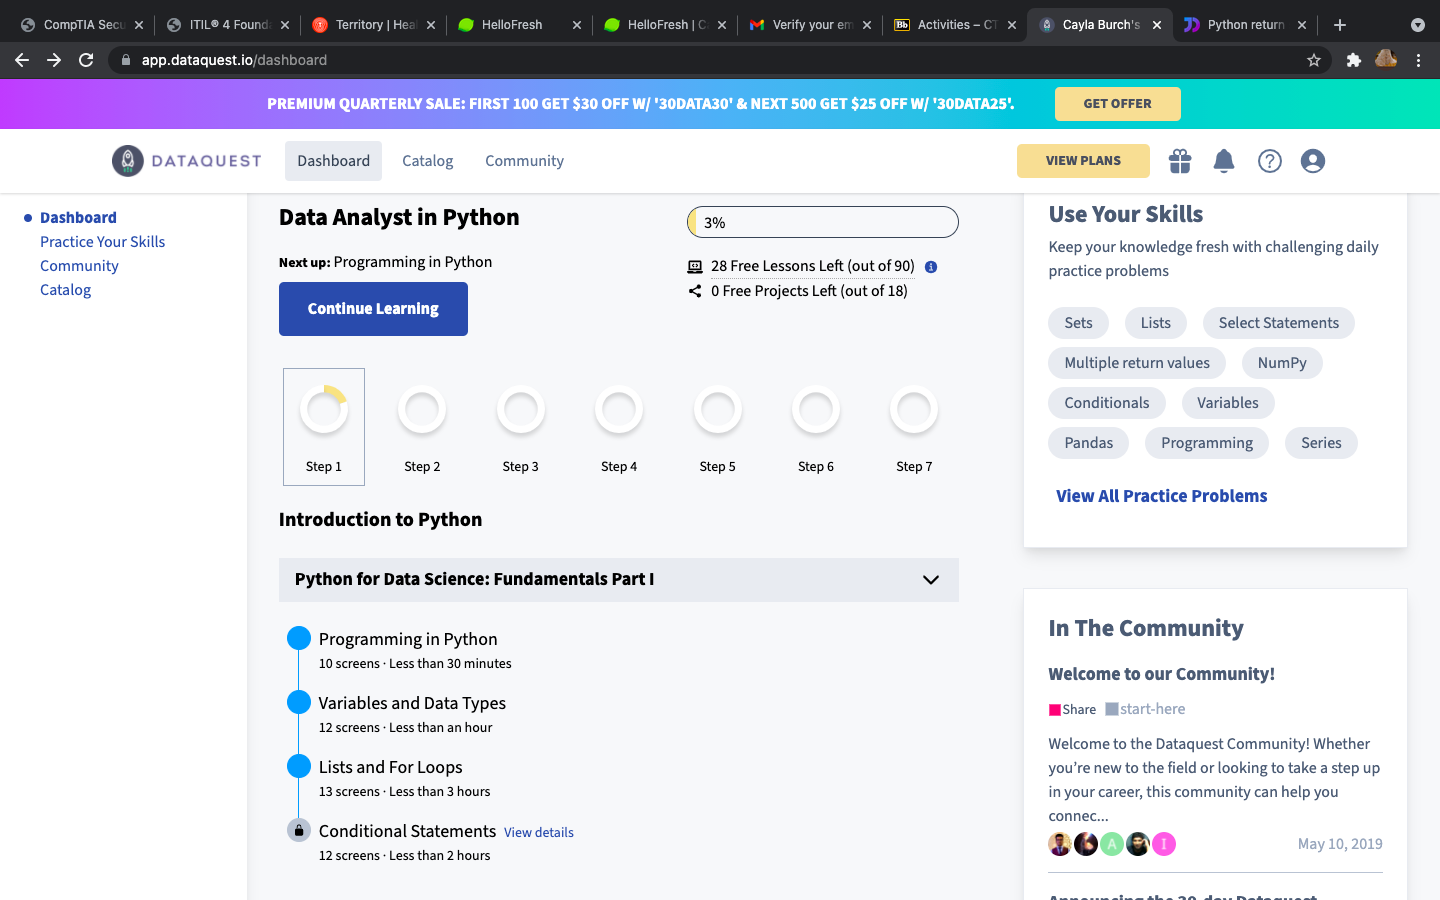 CompTIA Secu
ITIL® 4 Founda
Territory | Heal
HelloFresh
HelloFresh | C
Verify your em
Bb Activities – CT
Cayla Burch's
Python return
app.dataquest.io/dashboard
PREMIUM QUARTERLY SALE: FIRST 100 GET $30 OFF W/ '30DATA30' & NEXT 500 GET $25 OFF W/ '30DATA25'.
GET OFFER
DATAQUEST
Dashboard
Catalog
Community
VIEW PLANS
Dashboard
Practice Your Skills
Community
Catalog
Data Analyst in Python
Next up: Programming in Python
Continue Learning
3%
28 Free Lessons Left (out of 90)
0 Free Projects Left (out of 18)
Step 1
Step 2
Step 3
Step 4
Step 5
Step 6
Step 7
Introduction to Python
Python for Data Science: Fundamentals Part I
Programming in Python
10 screens · Less than 30 minutes
Variables and Data Types
12 screens · Less than an hour
Lists and For Loops
13 screens · Less than 3 hours
Conditional Statements View details
12 screens · Less than 2 hours
Use Your Skills
Keep your knowledge fresh with challenging daily
practice problems
Sets
Lists
Select Statements
Multiple return values
NumPy
Conditionals
Variables
Pandas
Programming
Series
View All Practice Problems
In The Community
Welcome to our Community!
Share start-here
Welcome to the Dataquest Community! Whether
you’re new to the field or looking to take a step up
in your career, this community can help you
connec...
A
I
May 10, 2019
Announcing the 30-day Dataquest